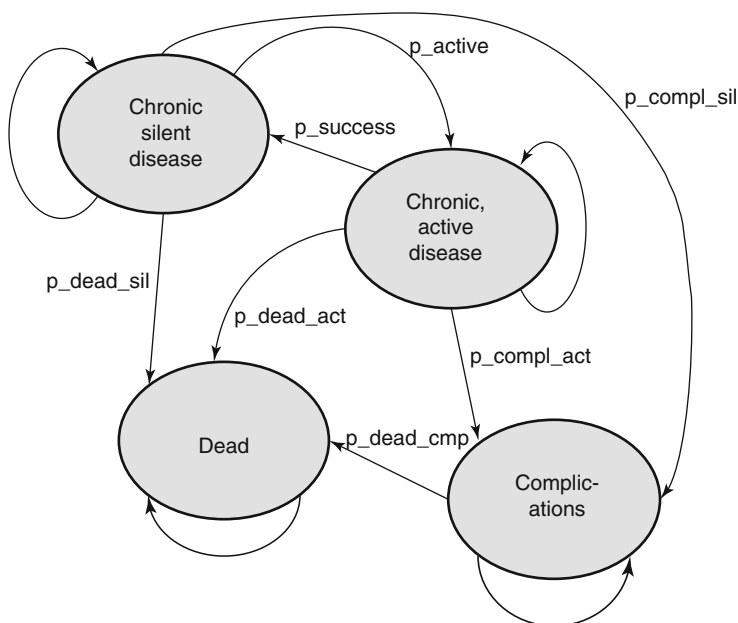 p_active
p_compl_sil
Chronic
silent
disease
p_success
Chronic,
active
disease
p_dead_sil
p_dead_act
p_compl_act
p_dead_cmp
Dead
Complic-
ations